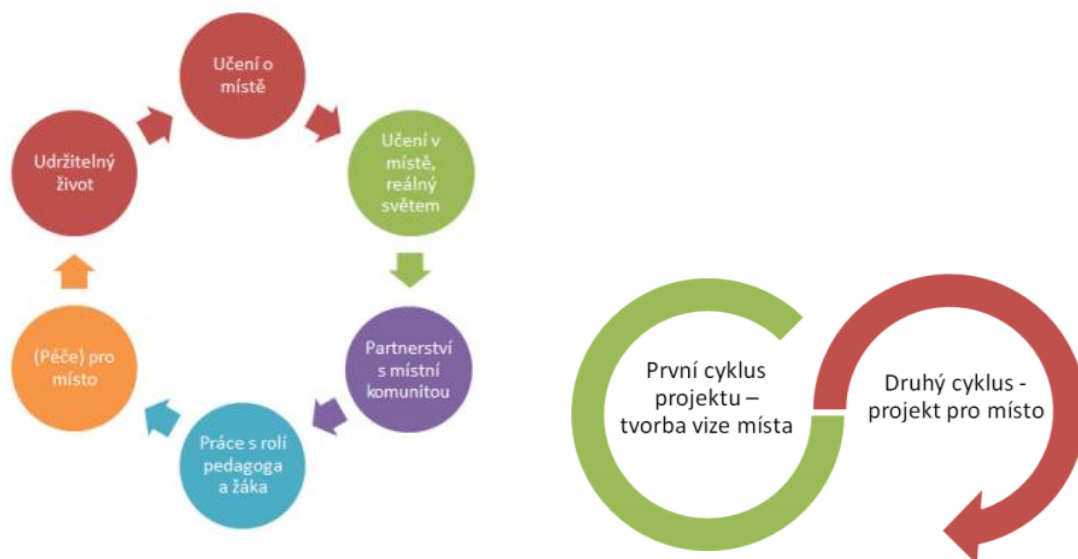 Učení o
místě
Učení v
místě,
reálný
světem
Partnerství
s místní
komunitou
Práce s rolí
pedagoga
a žáka
(Péče) pro
místo
Udržitelný
život
První cyklus
projektu –
tvorba vize místa
Druhý cyklus -
projekt pro místo